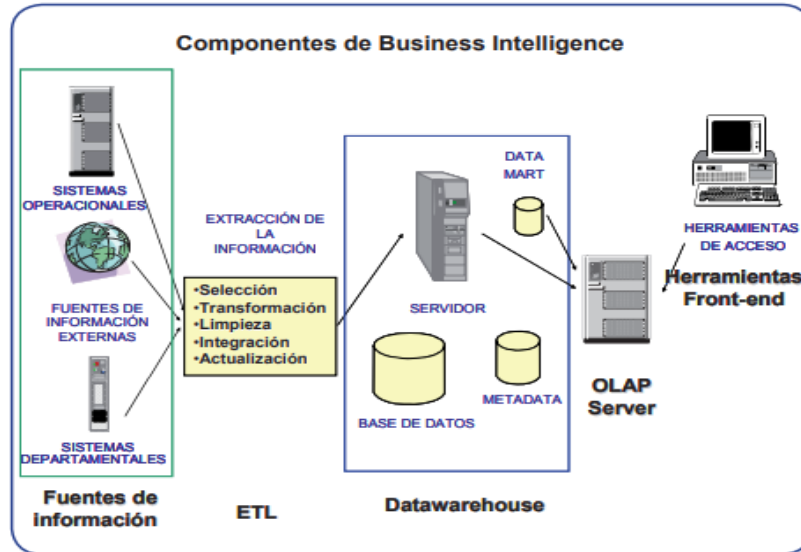 Componentes de Business Intelligence
SISTEMAS
OPERACIONALES
FUENTES DE
INFORMACIÓN
EXTERNAS
SISTEMAS
DEPARTAMENTALES
Fuentes de
información
EXTRACCIÓN DE
LA
INFORMACIÓN
•Selección
•Transformación
•Limpieza
•Integración
•Actualización
ETL
DATA
MART
SERVIDOR
BASE DE DATOS
METADATA
Datawarehouse
OLAP
Server
HERRAMIENTAS
DE ACCESO
Herramientas
Front-end